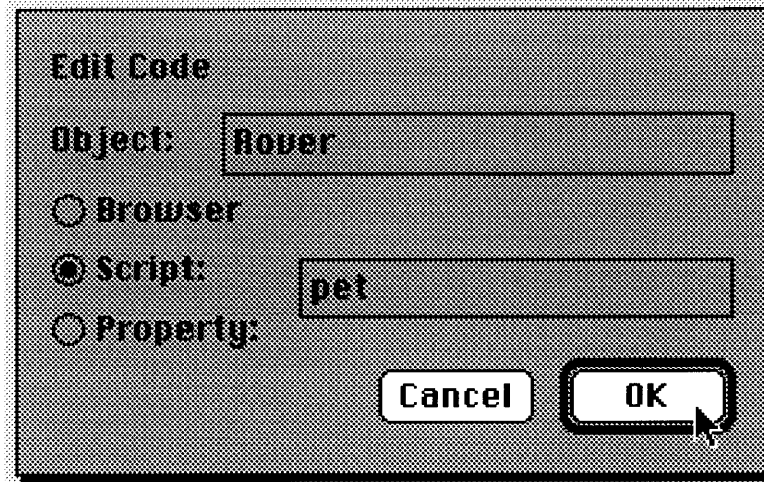 Edit Code
Object: Rover
Browser
Script: pet
Property:
Cancel OK